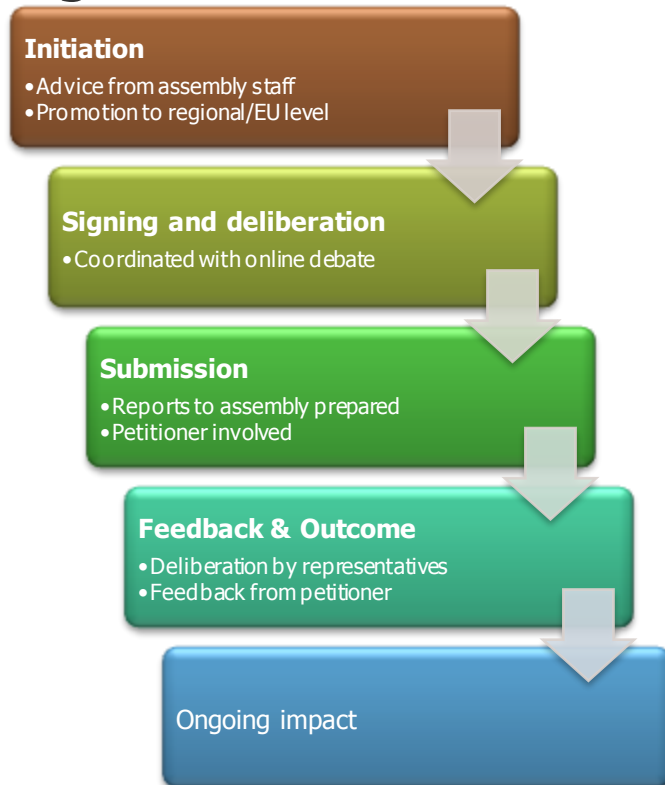 Initiation
•Advice from assembly staff
•Promotion to regional/EU level
Signing and deliberation
•Coordinated with online debate
Submission
•Reports to assembly prepared
•Petitioner involved
Feedback & Outcome
•Deliberation by representatives
•Feedback from petitioner
Ongoing impact